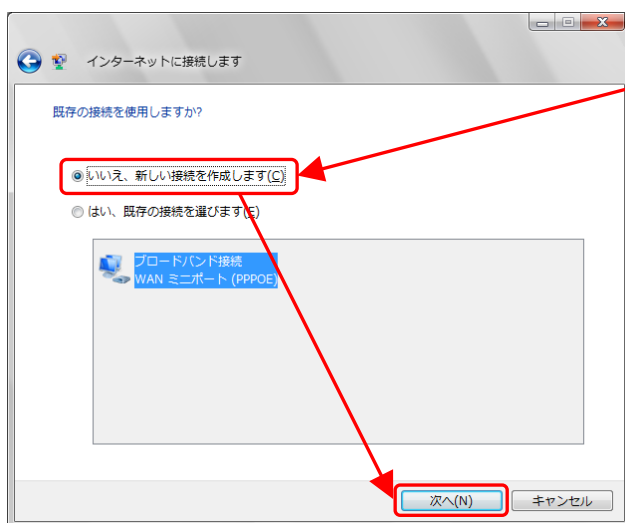 インターネットに接続します
既存の接続を使用しますか?
いいえ、新しい接続を作成します(C)
はい、既存の接続を選びます(E)
ブロードバンド接続
WAN ミニポート (PPPOE)
次へ(N)
キャンセル